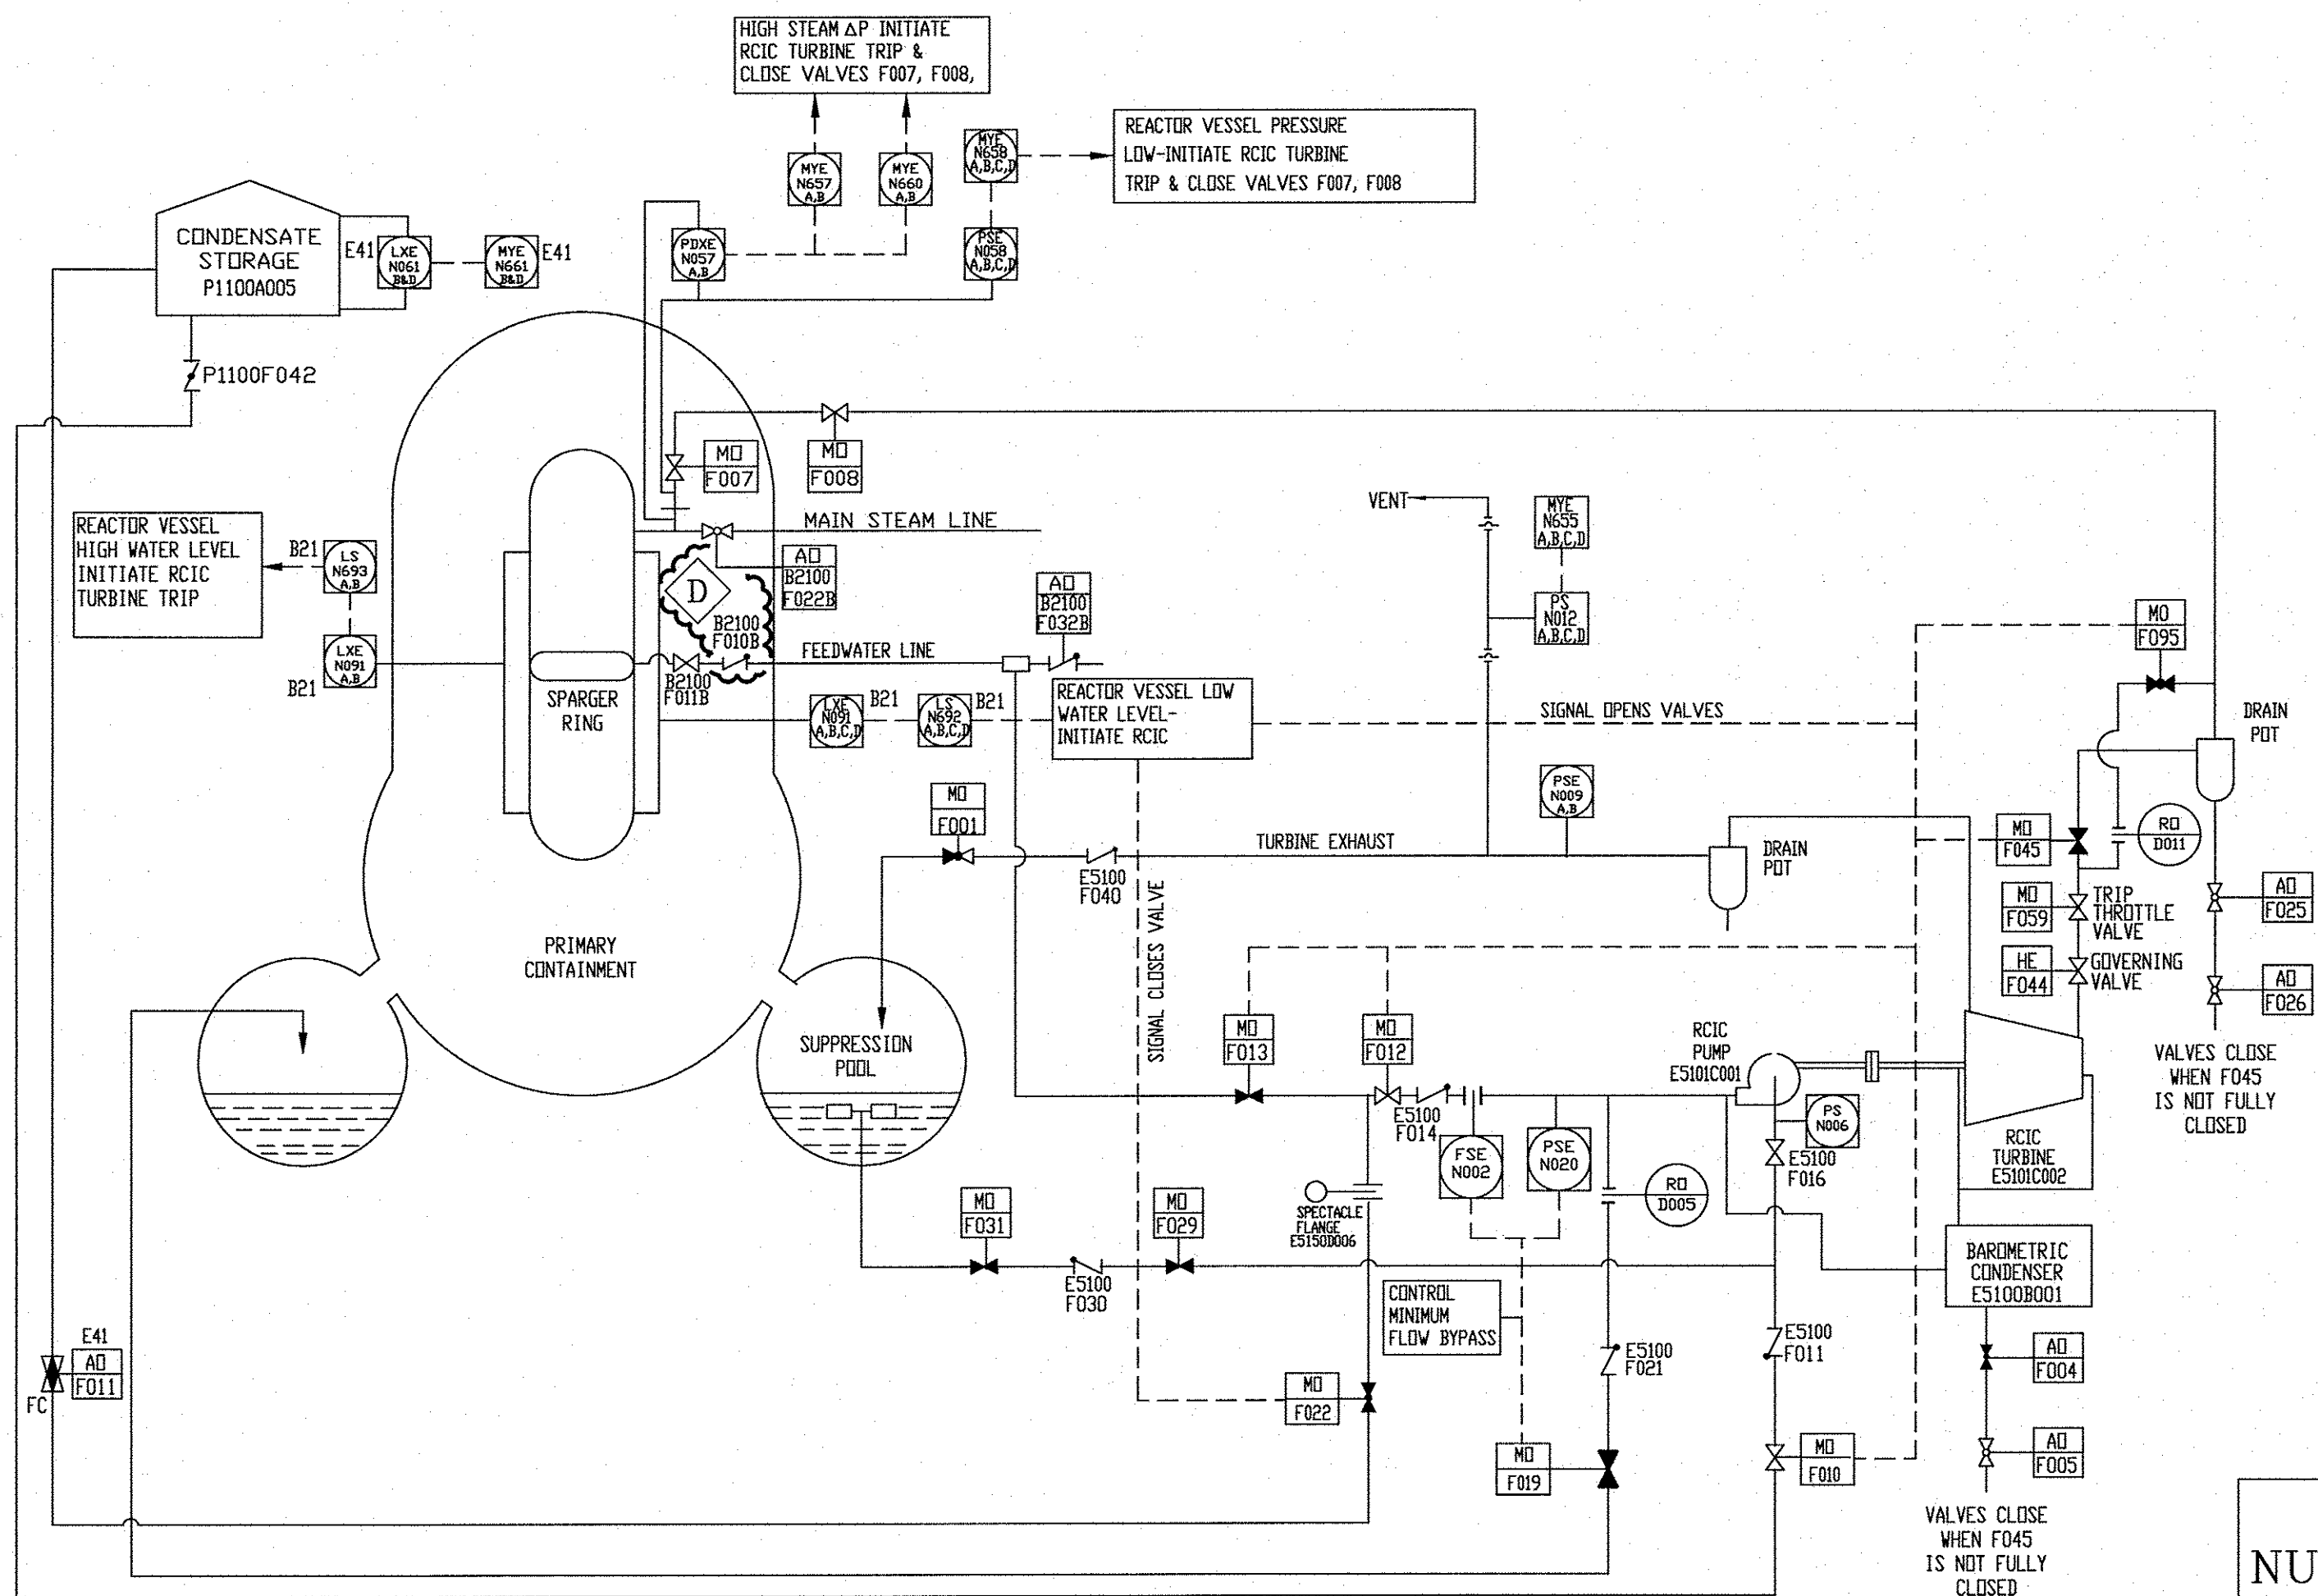 HIGH STEAM ΔP INITIATE
RCIC TURBINE TRIP &
CLOSE VALVES F007, F008,
REACTOR VESSEL PRESSURE
LOW-INITIATE RCIC TURBINE
TRIP & CLOSE VALVES F007, F008
MYE
N658
A,B,C,D
MYE
N657
A,B
MYE
N660
A,B
PDXE
N057
A,B
PSE
N058
A,B,C,D
CONDENSATE
STORAGE
P1100A005
E41
LXE
N061
B&D
MYE
N661
B&D
E41
P1100F042
MO
F007
MO
F008
MAIN STEAM LINE
AO
B2100
F022B
D
B2100
F010B
REACTOR VESSEL
HIGH WATER LEVEL
INITIATE RCIC
TURBINE TRIP
B21
LS
N693
A,B
LXE
N091
A,B
B21
SPARGER
RING
B2100
F011B
FEEDWATER LINE
AO
B2100
F032B
LXE
N091
A,B,C,D
B21
LS
N692
A,B,C,D
B21
REACTOR VESSEL LOW
WATER LEVEL-
INITIATE RCIC
SIGNAL OPENS VALVES
VENT
MYE
N655
A,B,C,D
PS
N012
A,B,C,D
MO
F095
DRAIN
POT
MO
F001
E5100
F040
TURBINE EXHAUST
PSE
N009
A,B
DRAIN
POT
MO
F045
RO
D011
MO
F059
TRIP
THROTTLE
VALVE
AO
F025
HE
F044
GOVERNING
VALVE
AO
F026
VALVES CLOSE
WHEN F045
IS NOT FULLY
CLOSED
PRIMARY
CONTAINMENT
SUPPRESSION
POOL
SIGNAL CLOSES VALVE
MO
F013
MO
F012
RCIC
PUMP
E5101C001
E5100
F014
FSE
N002
PSE
N020
PS
N006
E5100
F016
RCIC
TURBINE
E5101C002
RO
D005
MO
F031
E5100
F030
MO
F029
SPECTACLE
FLANGE
E5150D006
CONTROL
MINIMUM
FLOW BYPASS
BAROMETRIC
CONDENSER
E5100B001
E5100
F021
E5100
F011
AO
F004
E41
AO
F011
FC
MO
F022
MO
F019
MO
F010
AO
F005
VALVES CLOSE
WHEN F045
IS NOT FULLY
CLOSED
NU